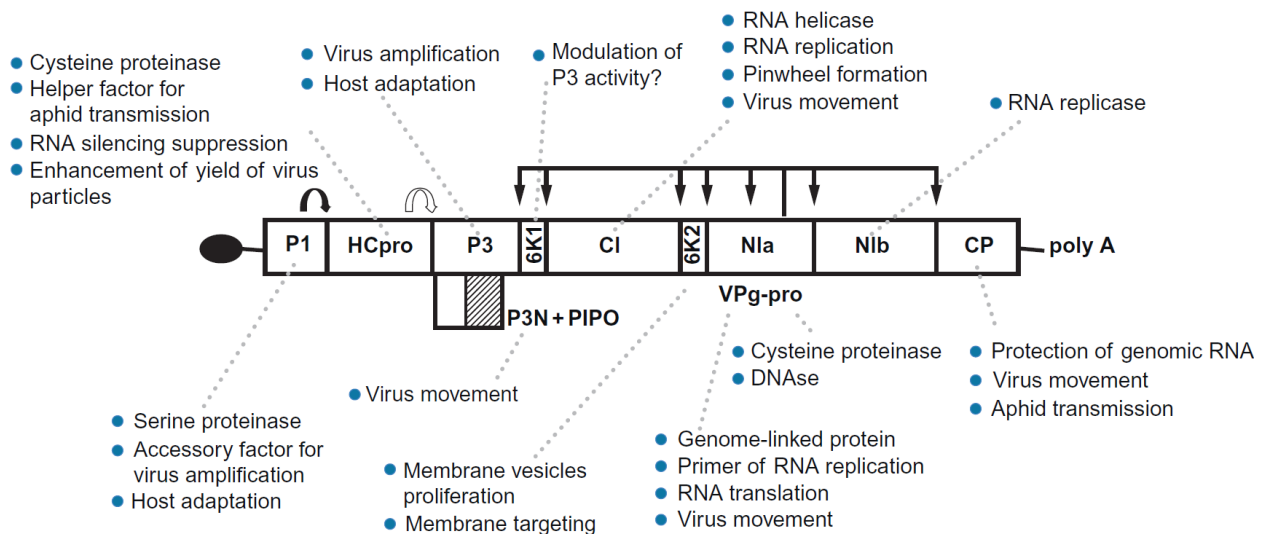 Cysteine proteinase
Helper factor for
aphid transmission
RNA silencing suppression
Enhancement of yield of virus
particles
Virus amplification
Host adaptation
Modulation of
P3 activity?
RNA helicase
RNA replication
Pinwheel formation
Virus movement
RNA replicase
P1
HCpro
P3
6K1
CI
6K2
NIa
NIb
CP
poly A
VPg-pro
P3N + PIPO
Virus movement
Cysteine proteinase
DNAse
Protection of genomic RNA
Virus movement
Aphid transmission
Serine proteinase
Accessory factor for
virus amplification
Host adaptation
Membrane vesicles
proliferation
Membrane targeting
Genome-linked protein
Primer of RNA replication
RNA translation
Virus movement